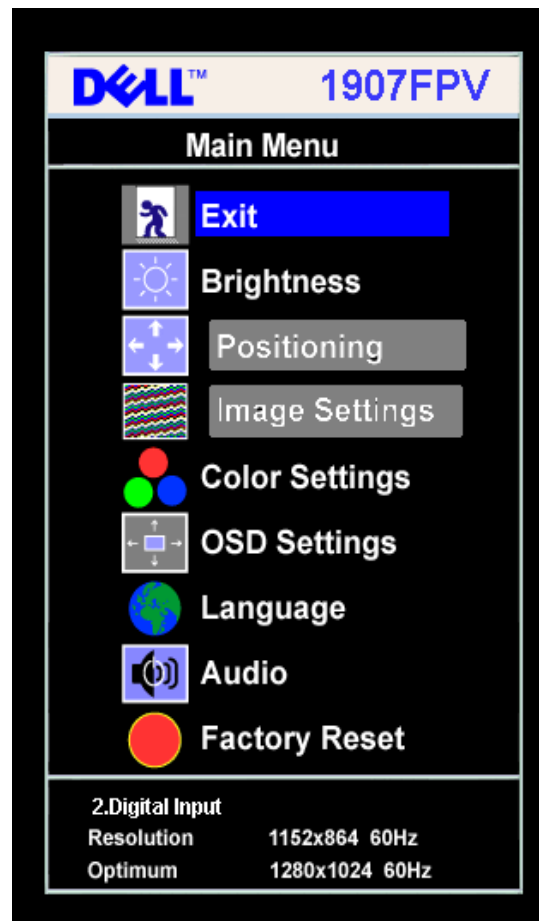 DELL™ 1907FPV
Main Menu
Exit
Brightness
Positioning
Image Settings
Color Settings
OSD Settings
Language
Audio
Factory Reset
2.Digital Input
Resolution 1152x864 60Hz
Optimum 1280x1024 60Hz